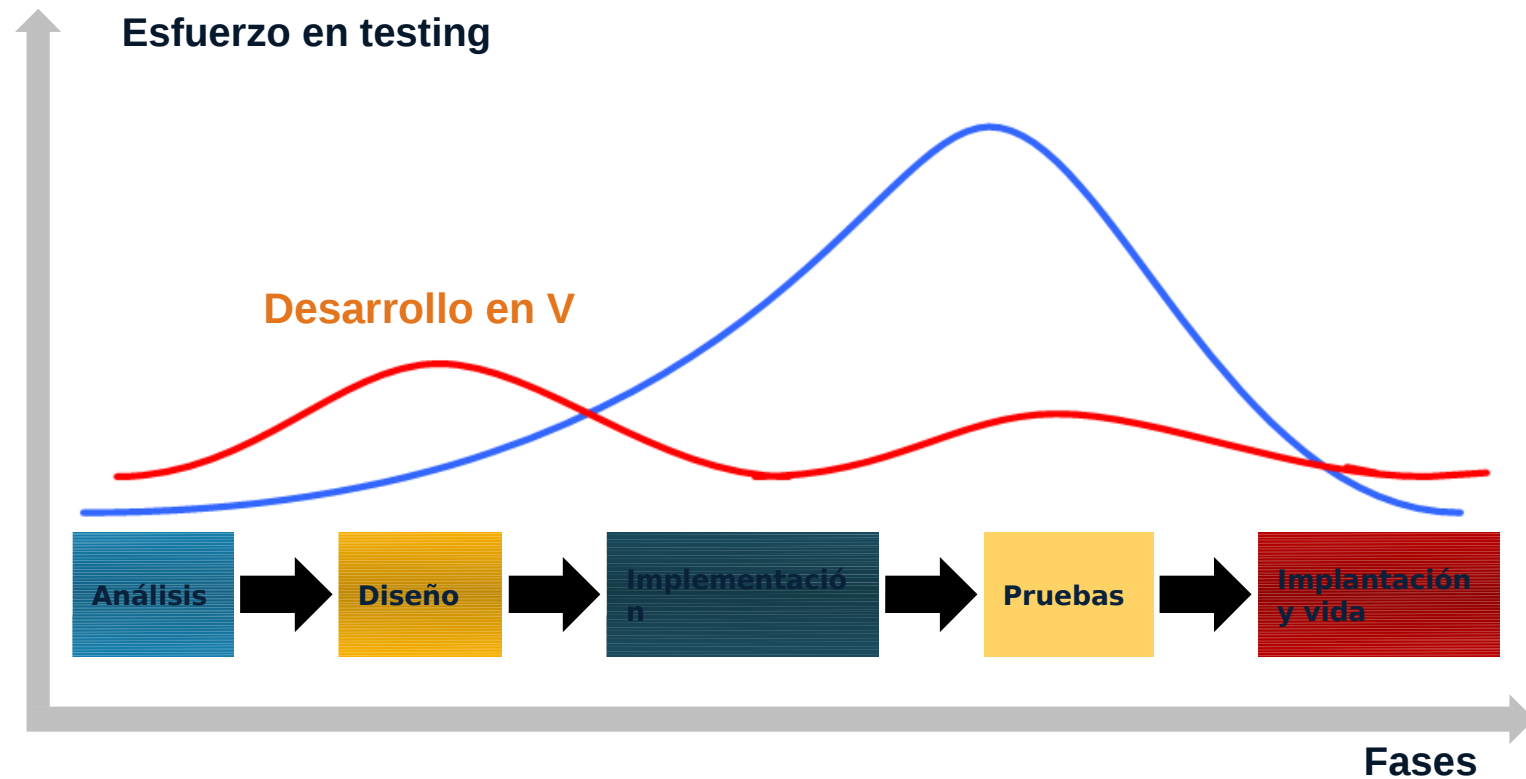 Esfuerzo en testing
Desarrollo en V
Análisis
Diseño
Implementació
n
Pruebas
Implantación
y vida
Fases